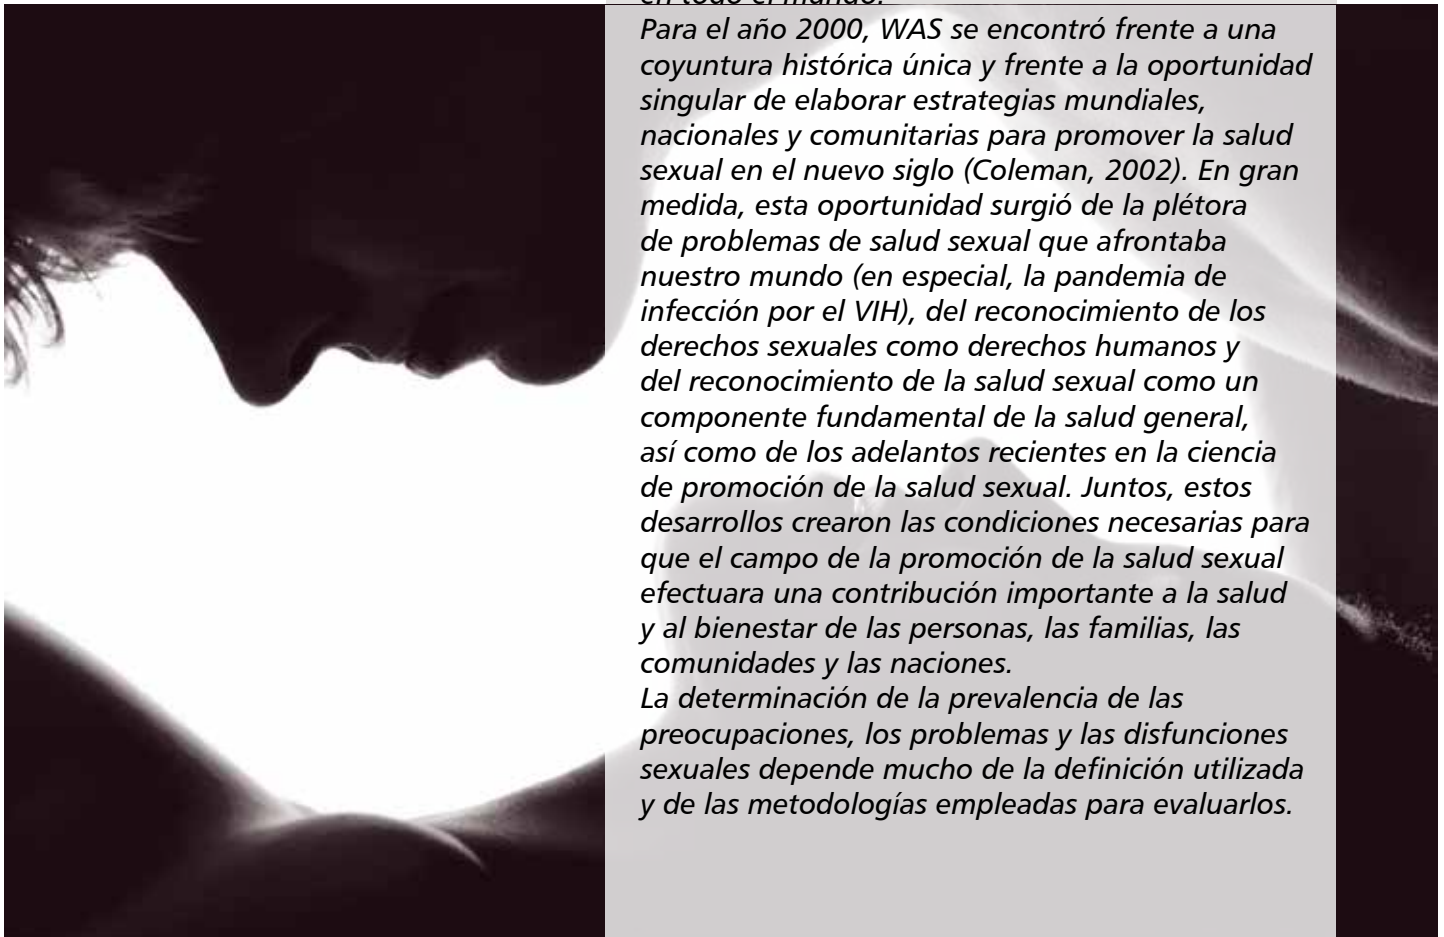 en todo el mundo.
Para el año 2000, WAS se encontró frente a una
coyuntura histórica única y frente a la oportunidad
singular de elaborar estrategias mundiales,
nacionales y comunitarias para promover la salud
sexual en el nuevo siglo (Coleman, 2002). En gran
medida, esta oportunidad surgió de la plétora
de problemas de salud sexual que afrontaba
nuestro mundo (en especial, la pandemia de
infección por el VIH), del reconocimiento de los
derechos sexuales como derechos humanos y
del reconocimiento de la salud sexual como un
componente fundamental de la salud general,
así como de los adelantos recientes en la ciencia
de promoción de la salud sexual. Juntos, estos
desarrollos crearon las condiciones necesarias para
que el campo de la promoción de la salud sexual
efectuara una contribución importante a la salud
y al bienestar de las personas, las familias, las
comunidades y las naciones.
La determinación de la prevalencia de las
preocupaciones, los problemas y las disfunciones
sexuales depende mucho de la definición utilizada
y de las metodologías empleadas para evaluarlos.